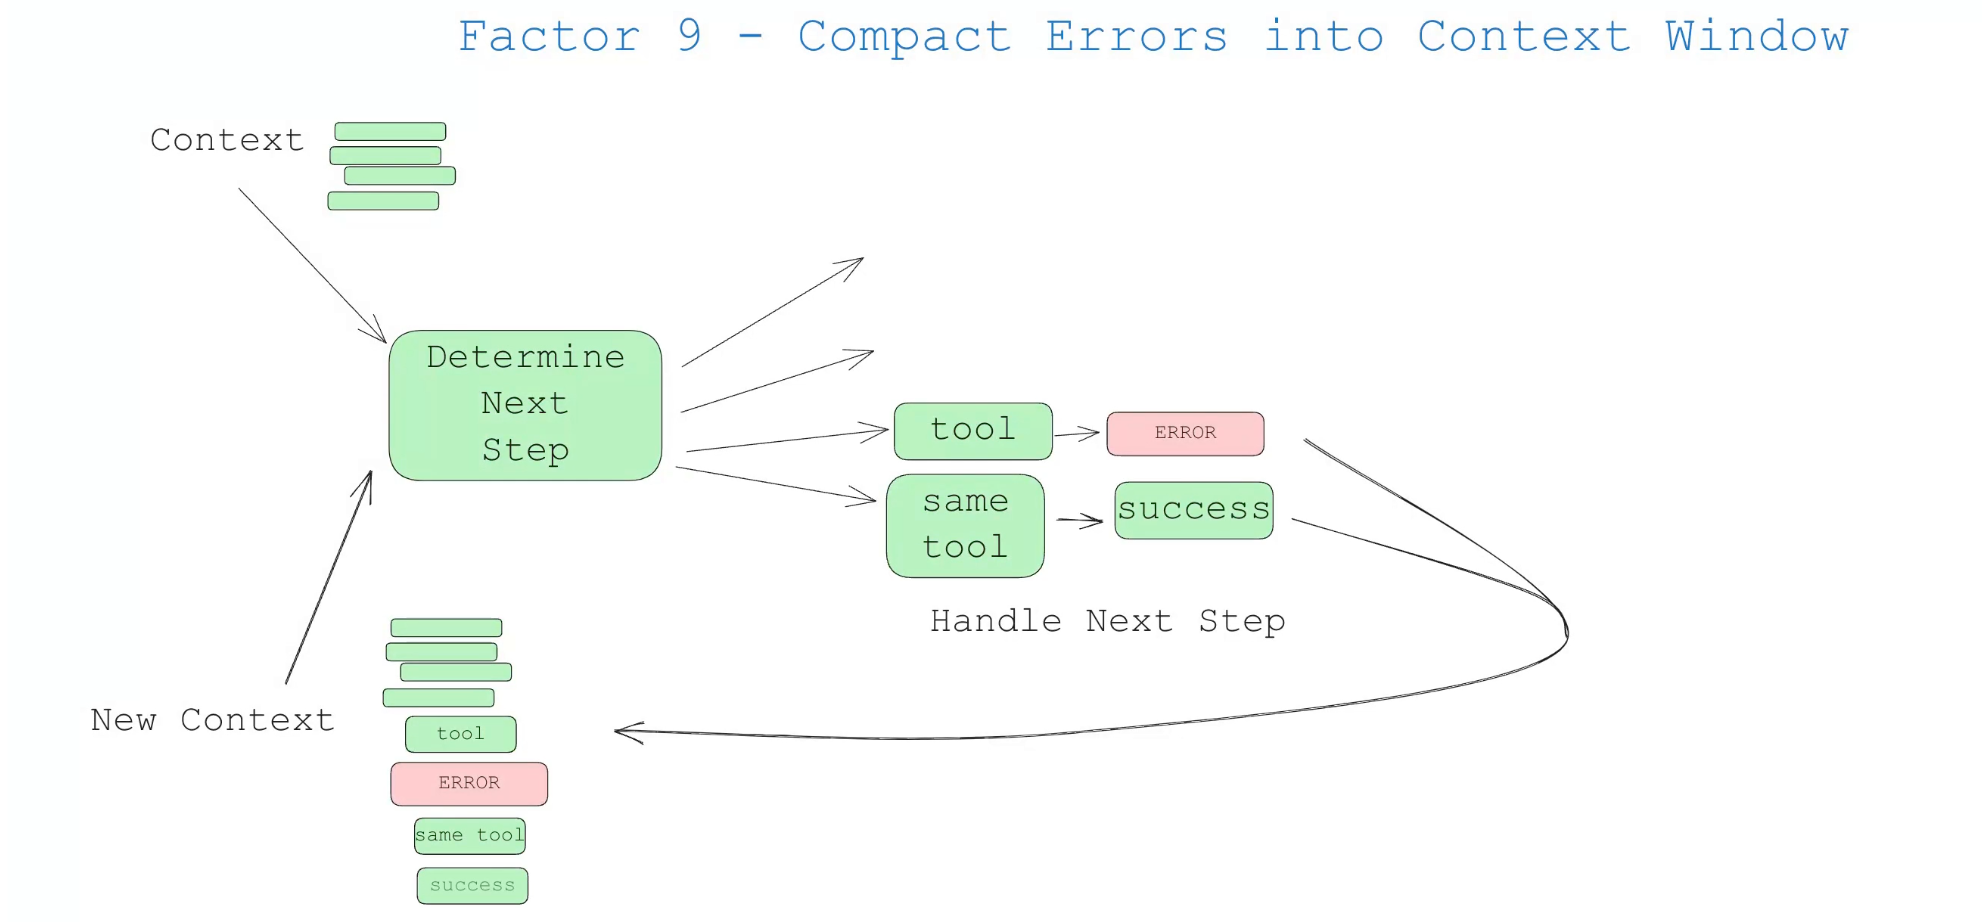 Factor 9 - Compact Errors into Context Window
Context
Determine
Next
Step
tool
ERROR
same
tool
success
Handle Next Step
New Context
tool
ERROR
same tool
success